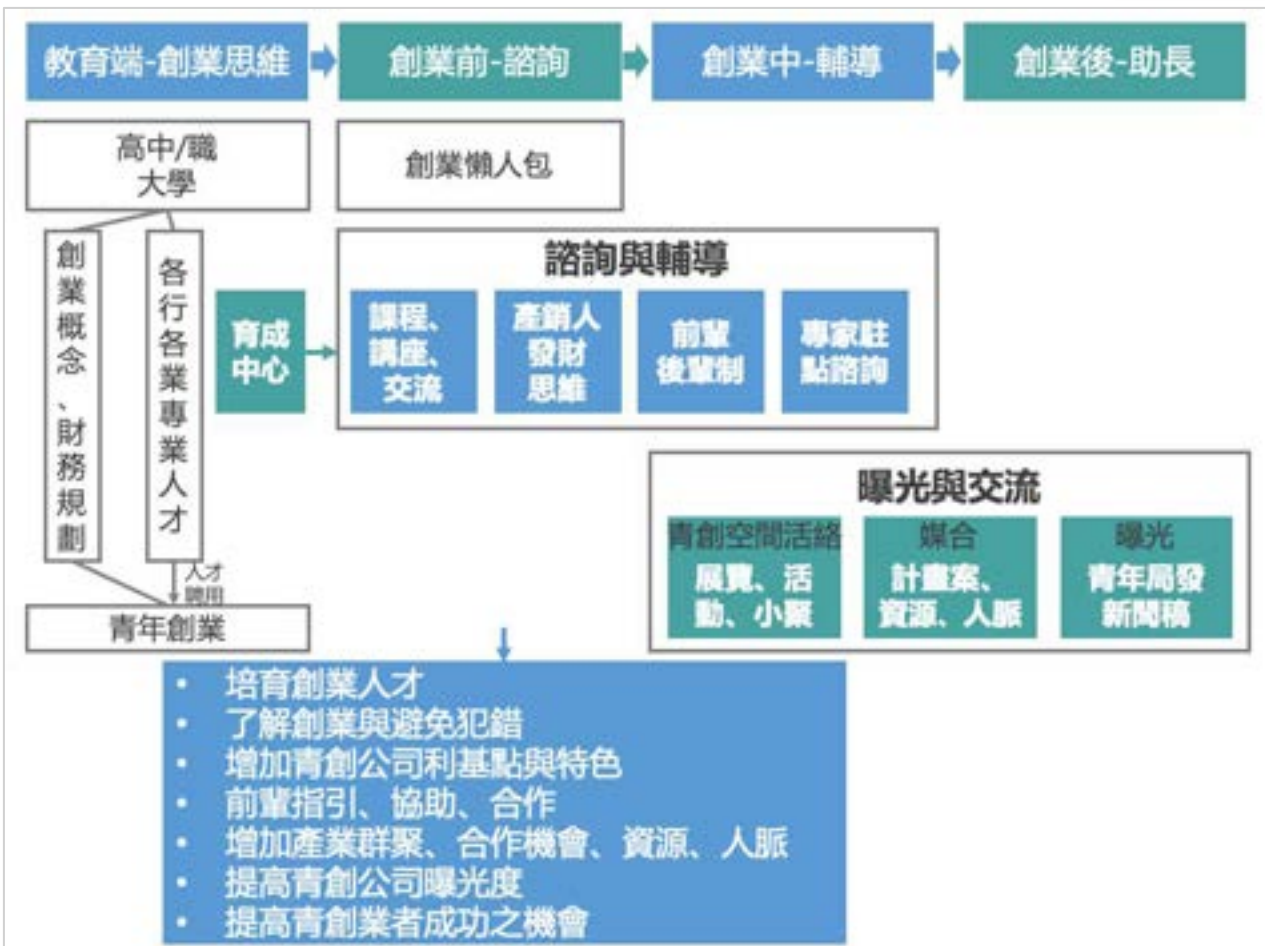 教育端-創業思維
創業前-諮詢
創業中-輔導
創業後-助長
高中/職
大學
創業懶人包
創業概念、財務規劃
各行各業專業人才
人才
聘用
青年創業
育成
中心
諮詢與輔導
課程、
講座、
交流
產銷人
發財
思維
前輩
後輩制
專家駐
點諮詢
曝光與交流
青創空間活絡
展覽、活
動、小聚
媒合
計畫案、
資源、人脈
曝光
青年局發
新聞稿
• 培育創業人才
• 了解創業與避免犯錯
• 增加青創公司利基點與特色
• 前輩指引、協助、合作
• 增加產業群聚、合作機會、資源、人脈
• 提高青創公司曝光度
• 提高青創業者成功之機會